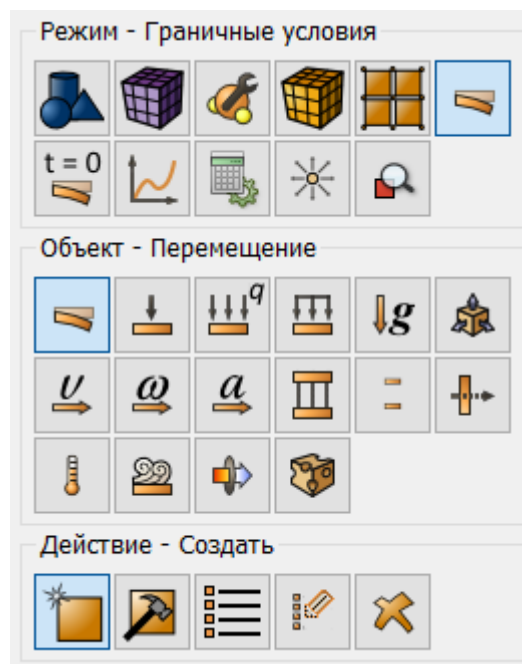 Режим - Граничные условия
t = 0
Объект - Перемещение
q
g
υ ω a
Действие - Создать